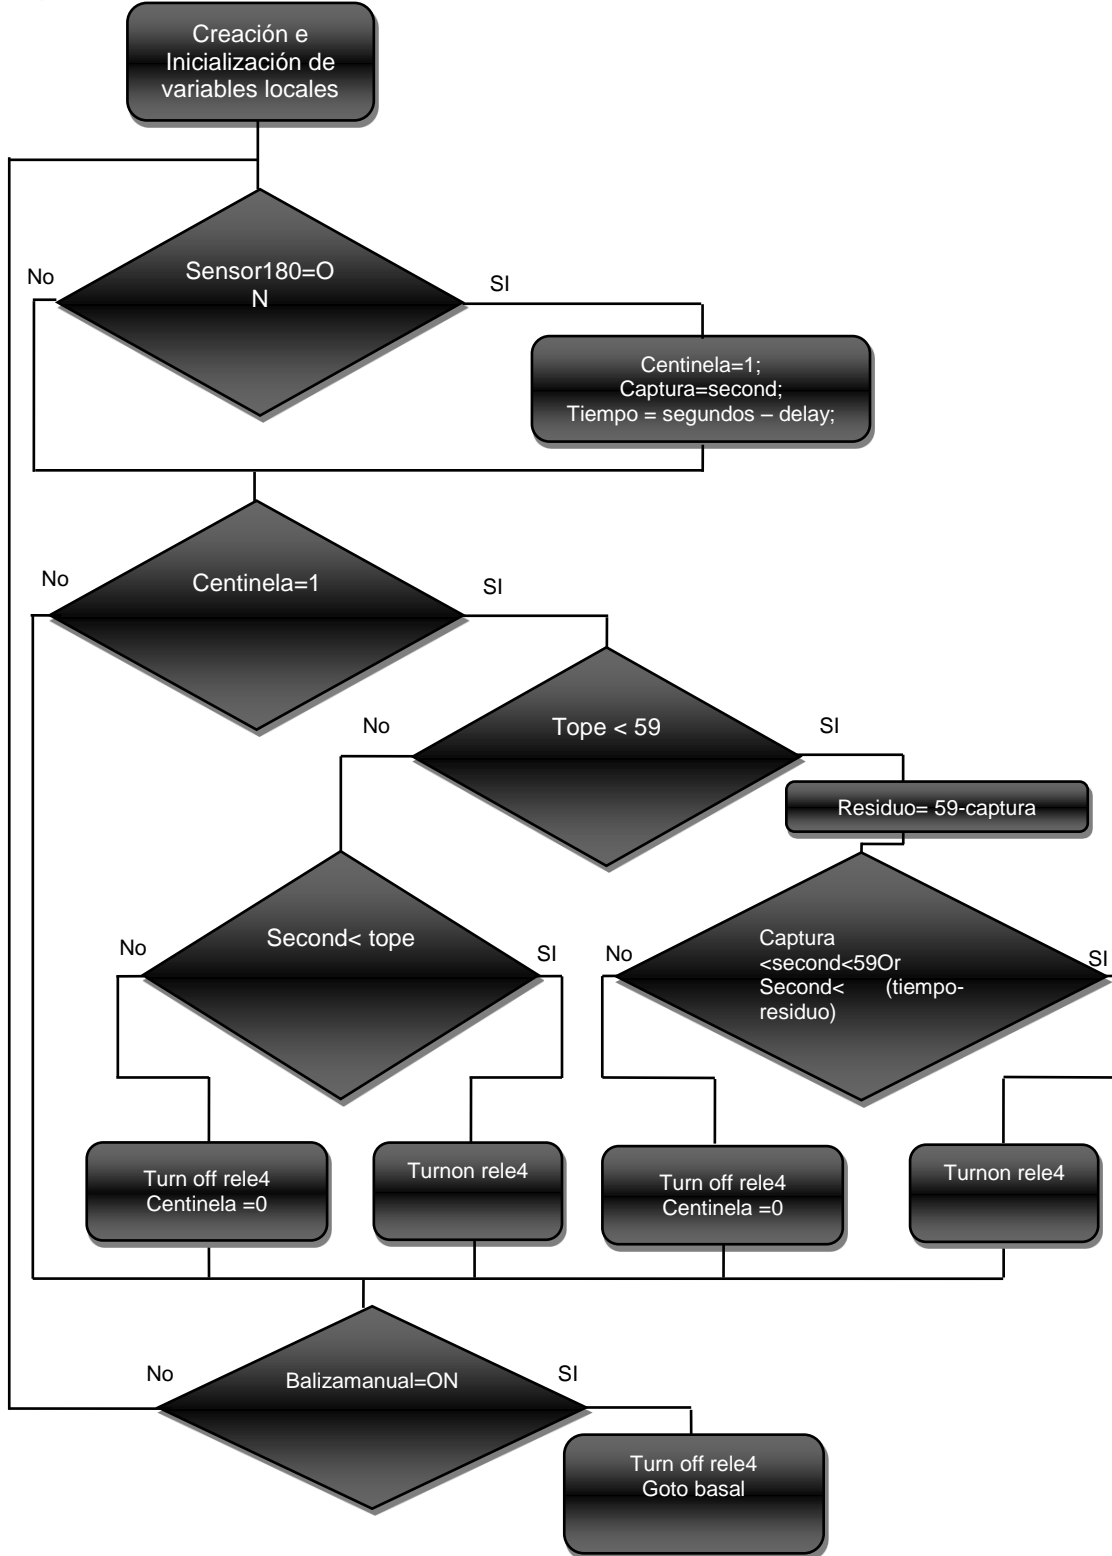 Creación e
Inicialización de
variables locales
Sensor180=O
N
No
SI
Centinela=1;
Captura=second;
Tiempo = segundos – delay;
No
Centinela=1
SI
No
Tope < 59
SI
Residuo= 59-captura
No
Second< tope
SI
No
Captura
<second<59Or
Second< (tiempo-
residuo)
SI
Turn off rele4
Centinela =0
Turnon rele4
Turn off rele4
Centinela =0
Turnon rele4
No
Balizamanual=ON
SI
Turn off rele4
Goto basal